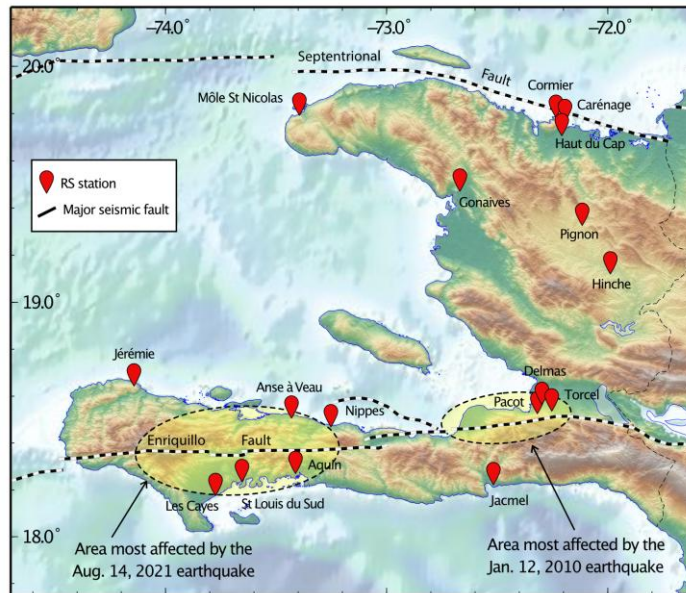 −74.0° −73.0° −72.0°
20.0°
Septentrional
Fault
Cormier
Môle St Nicolas
Carénage
Haut du Cap
RS station
Major seismic fault
Gonaives
Pignon
Hinche
19.0°
Jérémie
Delmas
Anse à Veau
Pacot
Torcel
Nippes
Enriquillo Fault
Aquin
Les Cayes
St Louis du Sud
Jacmel
18.0°
Area most affected by the
Aug. 14, 2021 earthquake
Area most affected by the
Jan. 12, 2010 earthquake